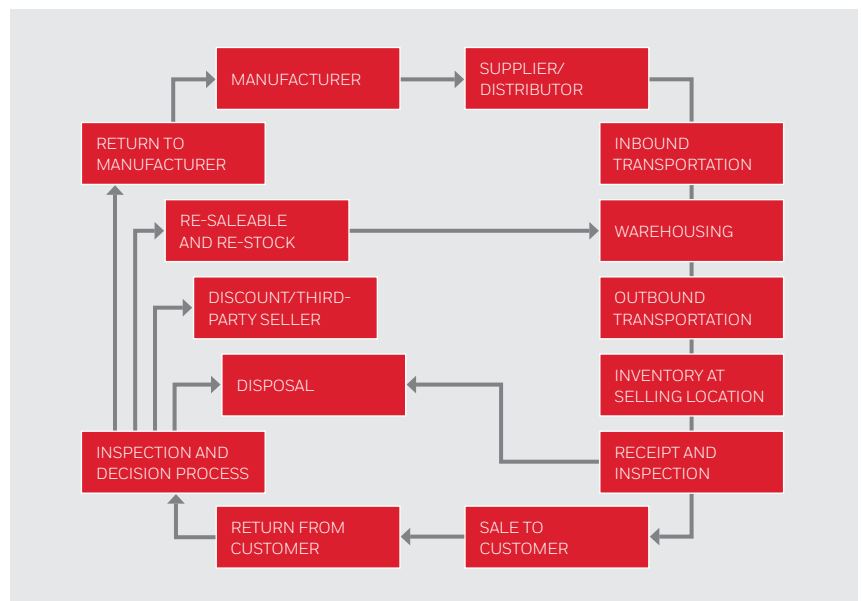 MANUFACTURER
SUPPLIER/
DISTRIBUTOR
RETURN TO
MANUFACTURER
INBOUND
TRANSPORTATION
RE-SALEABLE
AND RE-STOCK
WAREHOUSING
DISCOUNT/THIRD-
PARTY SELLER
OUTBOUND
TRANSPORTATION
DISPOSAL
INVENTORY AT
SELLING LOCATION
INSPECTION AND
DECISION PROCESS
RECEIPT AND
INSPECTION
RETURN FROM
CUSTOMER
SALE TO
CUSTOMER